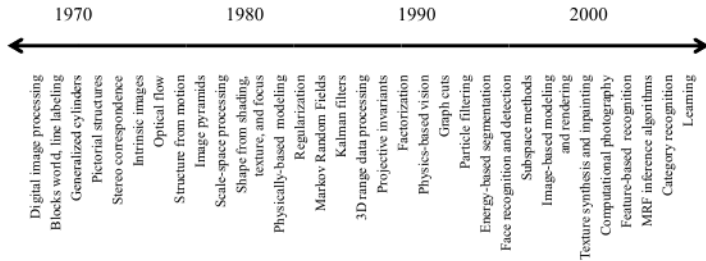 1970
1980
1990
2000
Digital image processing
Blocks world, line labeling
Generalized cylinders
Pictorial structures
Stereo correspondence
Intrinsic images
Optical flow
Structure from motion
Image pyramids
Scale-space processing
Shape from shading,
texture, and focus
Physically-based modeling
Regularization
Markov Random Fields
Kalman filters
3D range data processing
Projective invariants
Factorization
Physics-based vision
Graph cuts
Particle filtering
Energy-based segmentation
Face recognition and detection
Subspace methods
Image-based modeling
and rendering
Texture synthesis and inpainting
Computational photography
Feature-based recognition
MRF inference algorithms
Category recognition
Learning